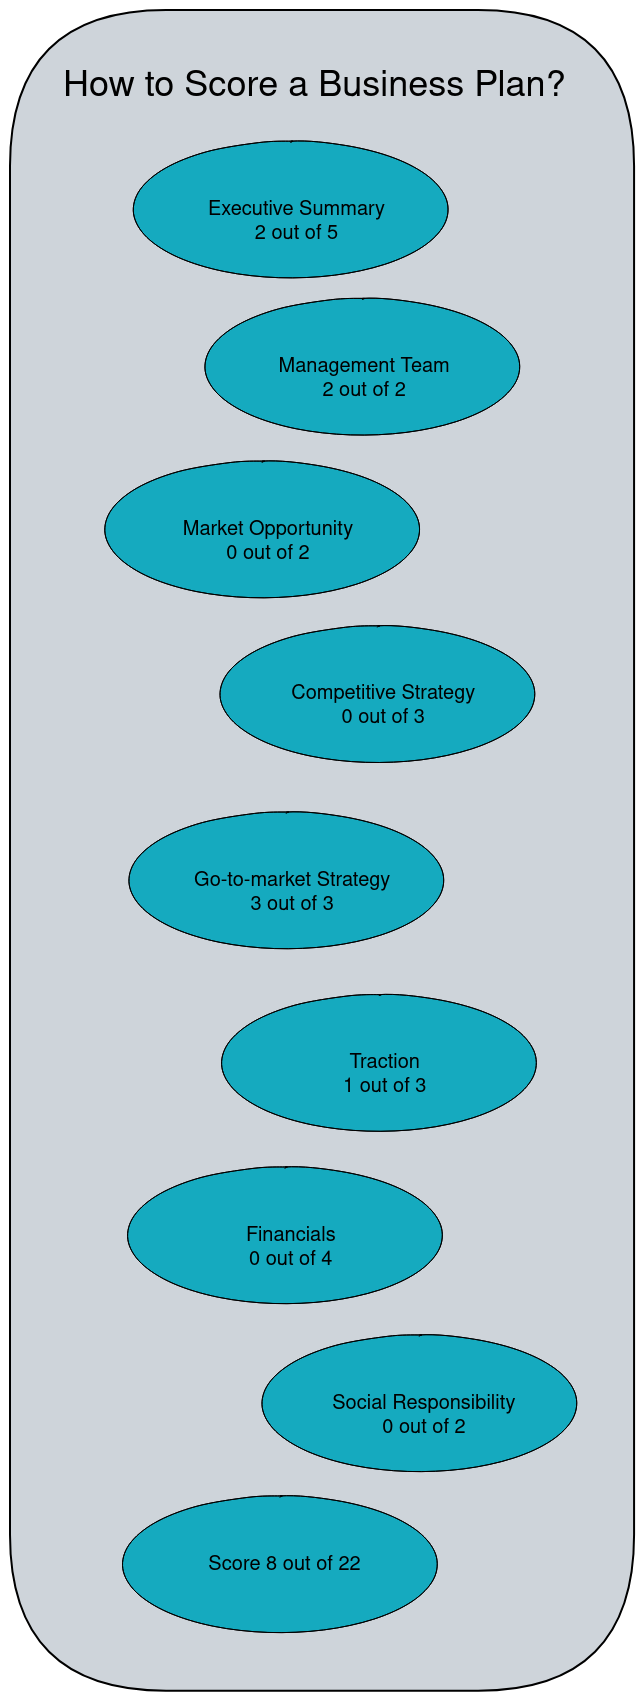 How to Score a Business Plan?
Executive Summary
2 out of 5
Management Team
2 out of 2
Market Opportunity
0 out of 2
Competitive Strategy
0 out of 3
Go-to-market Strategy
3 out of 3
Traction
1 out of 3
Financials
0 out of 4
Social Responsibility
0 out of 2
Score 8 out of 22